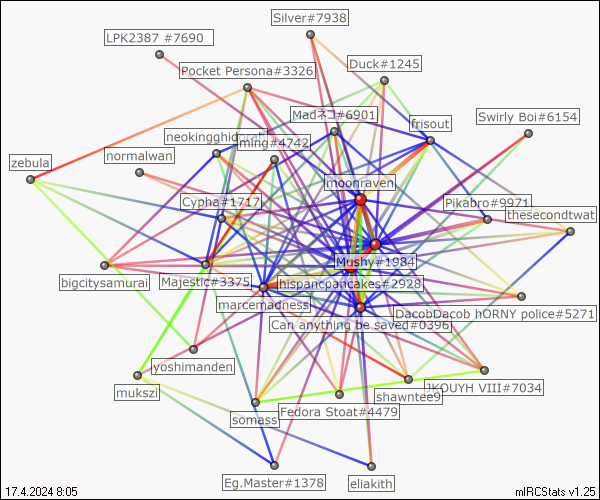 Silver#7938
LPK2387 #7690
Duck#1245
Pocket Persona#3326
Madネコ#6901
Swirly Boi#6154
frisout
ming#4742
normalwan
zebula
moonraven
Cypha#1717
Pikabro#9971
thesecondtwat
Mushy#1984
bigcitysamurai
Majestic#3375
hispancpancakes#2928
marcemadness
DacobDacob hORNY police#5271
Can anything be saved#0396
yoshimanden
JKOUYH VIII#7034
mukszi
shawntee9
Fedora Stoat#4479
somass
Eg.Master#1378
eliakith
17.4.2024 8:05
mIRCStats v1.25